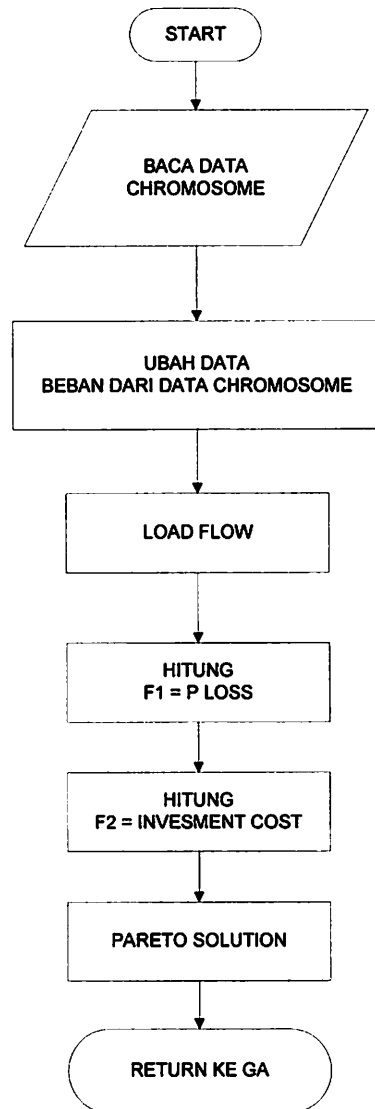 START
BACA DATA
CHROMOSOME
UBAH DATA
BEBAN DARI DATA CHROMOSOME
LOAD FLOW
HITUNG
F1 = P LOSS
HITUNG
F2 = INVESMENT COST
PARETO SOLUTION
RETURN KE GA